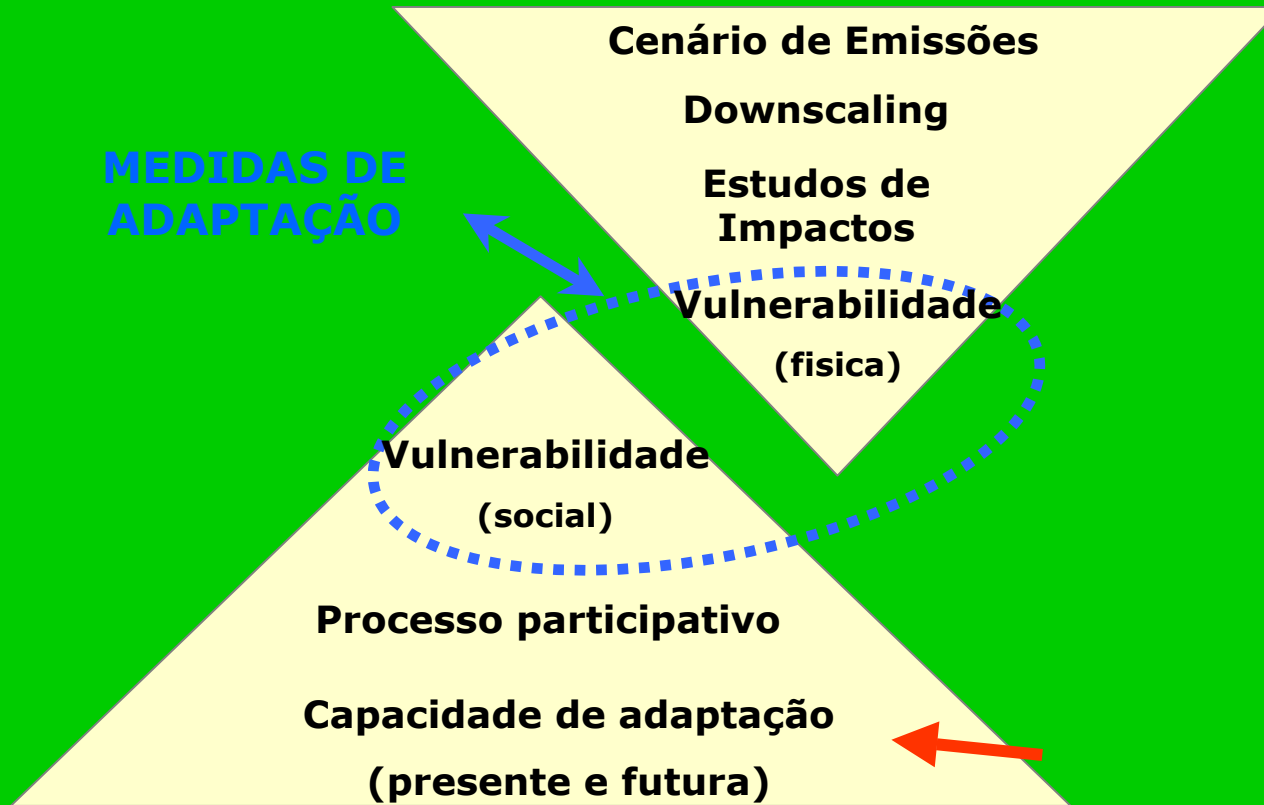 Cenário de Emissões
Downscaling
MEDIDAS DE
ADAPTAÇÃO
Estudos de
Impactos
Vulnerabilidade
(fisica)
Vulnerabilidade
(social)
Processo participativo
Capacidade de adaptação
(presente e futura)